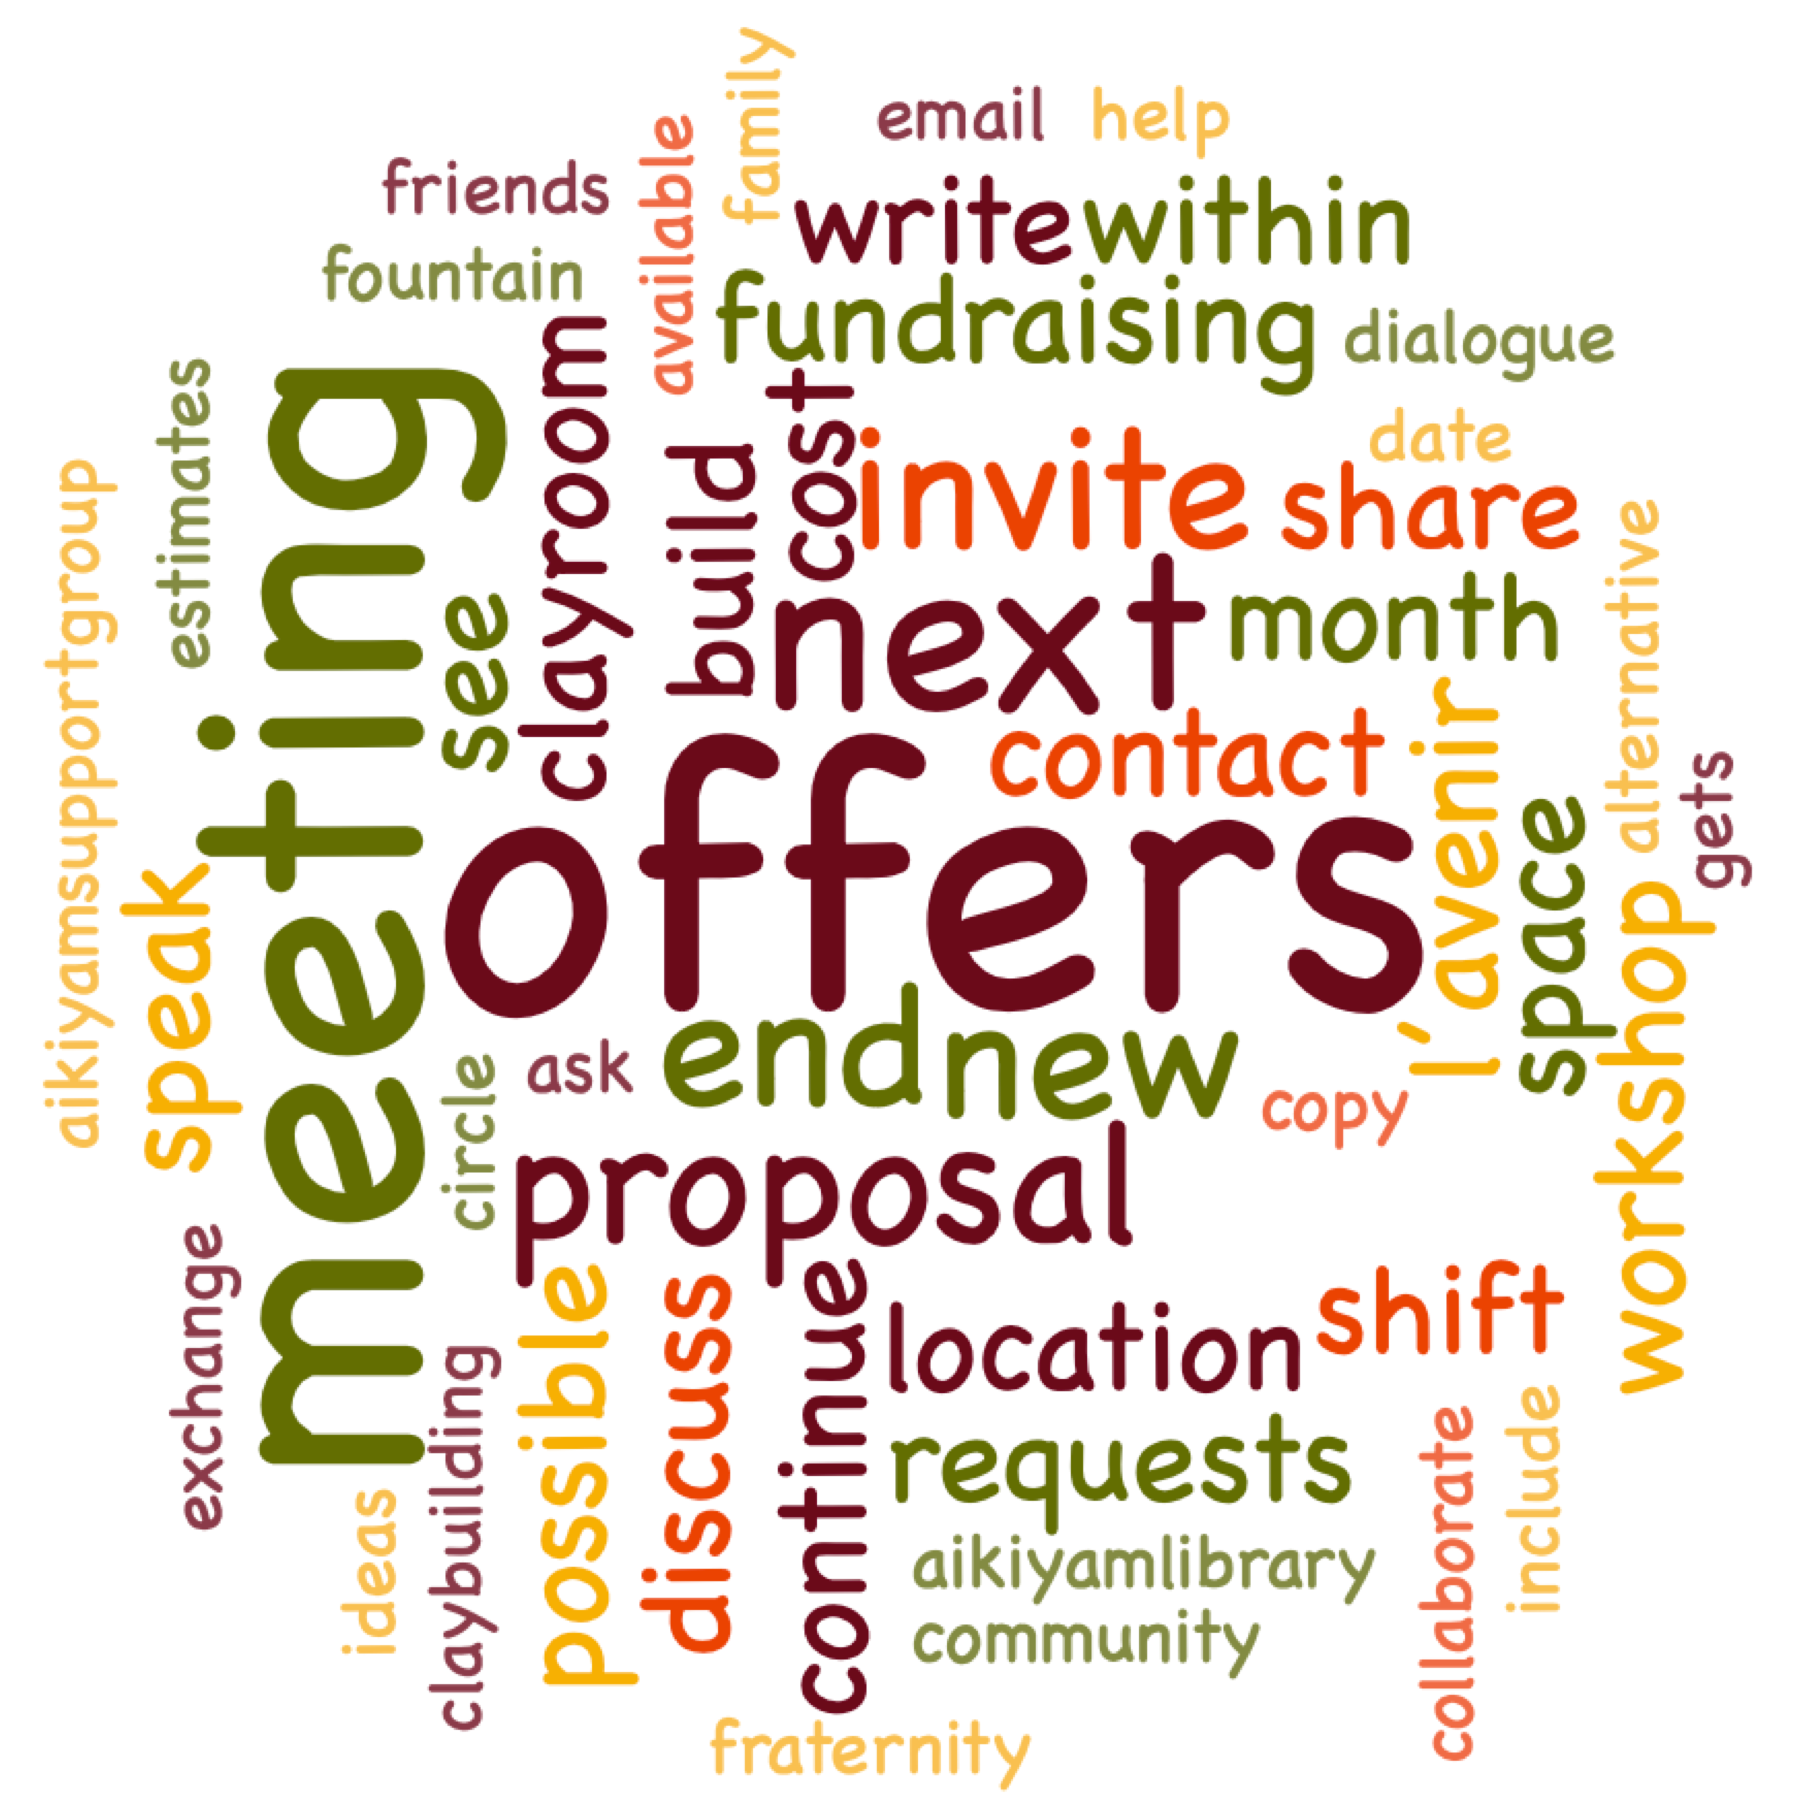 family
email
help
available
friends
write
within
fountain
fundraising
dialogue
clayroom
estimates
meeting
cost
date
build
invite
share
aikiyamsupportgroup
alternative
next
month
see
contact
l'avenir
offers
gets
space
speak
workshop
end
new
ask
circle
copy
proposal
exchange
possible
discuss
continue
location
shift
claybuilding
requests
collaborate
include
ideas
aikiyamlibrary
community
fraternity